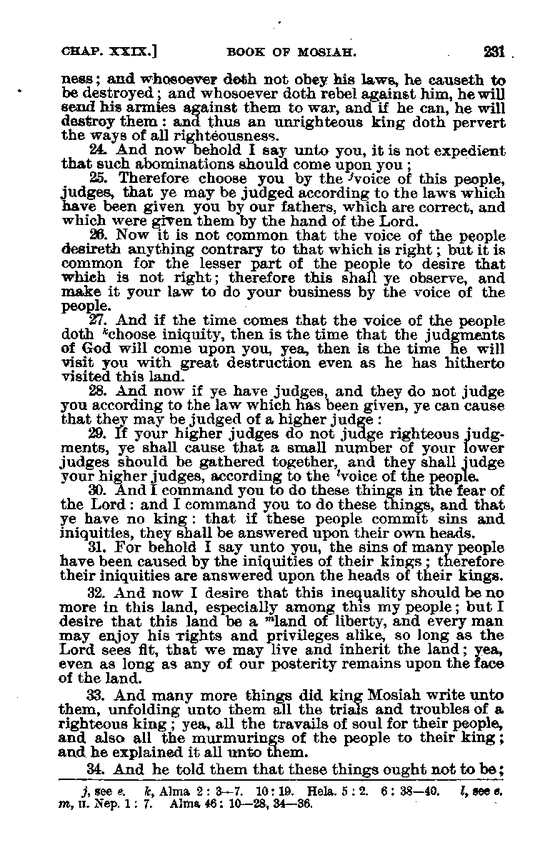 CHAP. XXIX.] BOOK OF MOSIAH. 231
ness; and whosoever doth not obey his laws, he causeth to
be destroyed; and whosoever doth rebel against him, he will
send his armies against them to war, and if he can, he will
destroy them: and thus an unrighteous king doth pervert
the ways of all righteousness.
24. And now behold I say unto you, it is not expedient
that such abominations should come upon you;
25. Therefore choose you by the ʲvoice of this people,
judges, that ye may be judged according to the laws which
have been given you by our fathers, which are correct, and
which were given them by the hand of the Lord.
26. Now it is not common that the voice of the people
desireth anything contrary to that which is right; but it is
common for the lesser part of the people to desire that
which is not right; therefore this shall ye observe, and
make it your law to do your business by the voice of the
people.
27. And if the time comes that the voice of the people
doth ᵏchoose iniquity, then is the time that the judgments
of God will come upon you, yea, then is the time he will
visit you with great destruction even as he has hitherto
visited this land.
28. And now if ye have judges, and they do not judge
you according to the law which has been given, ye can cause
that they may be judged of a higher judge:
29. If your higher judges do not judge righteous judg-
ments, ye shall cause that a small number of your lower
judges should be gathered together, and they shall judge
your higher judges, according to the ˡvoice of the people.
30. And I command you to do these things in the fear of
the Lord: and I command you to do these things, and that
ye have no king: that if these people commit sins and
iniquities, they shall be answered upon their own heads.
31. For behold I say unto you, the sins of many people
have been caused by the iniquities of their kings; therefore
their iniquities are answered upon the heads of their kings.
32. And now I desire that this inequality should be no
more in this land, especially among this my people; but I
desire that this land be a ᵐland of liberty, and every man
may enjoy his rights and privileges alike, so long as the
Lord sees fit, that we may live and inherit the land; yea,
even as long as any of our posterity remains upon the face
of the land.
33. And many more things did king Mosiah write unto
them, unfolding unto them all the trials and troubles of a
righteous king; yea, all the travails of soul for their people,
and also all the murmurings of the people to their king;
and he explained it all unto them.
34. And he told them that these things ought not to be;
j, see e. k, Alma 2: 3—7. 10: 19. Hela. 5: 2. 6: 38—40. l, see e.
m, II. Nep. 1: 7. Alma 46: 10—28, 34—36.